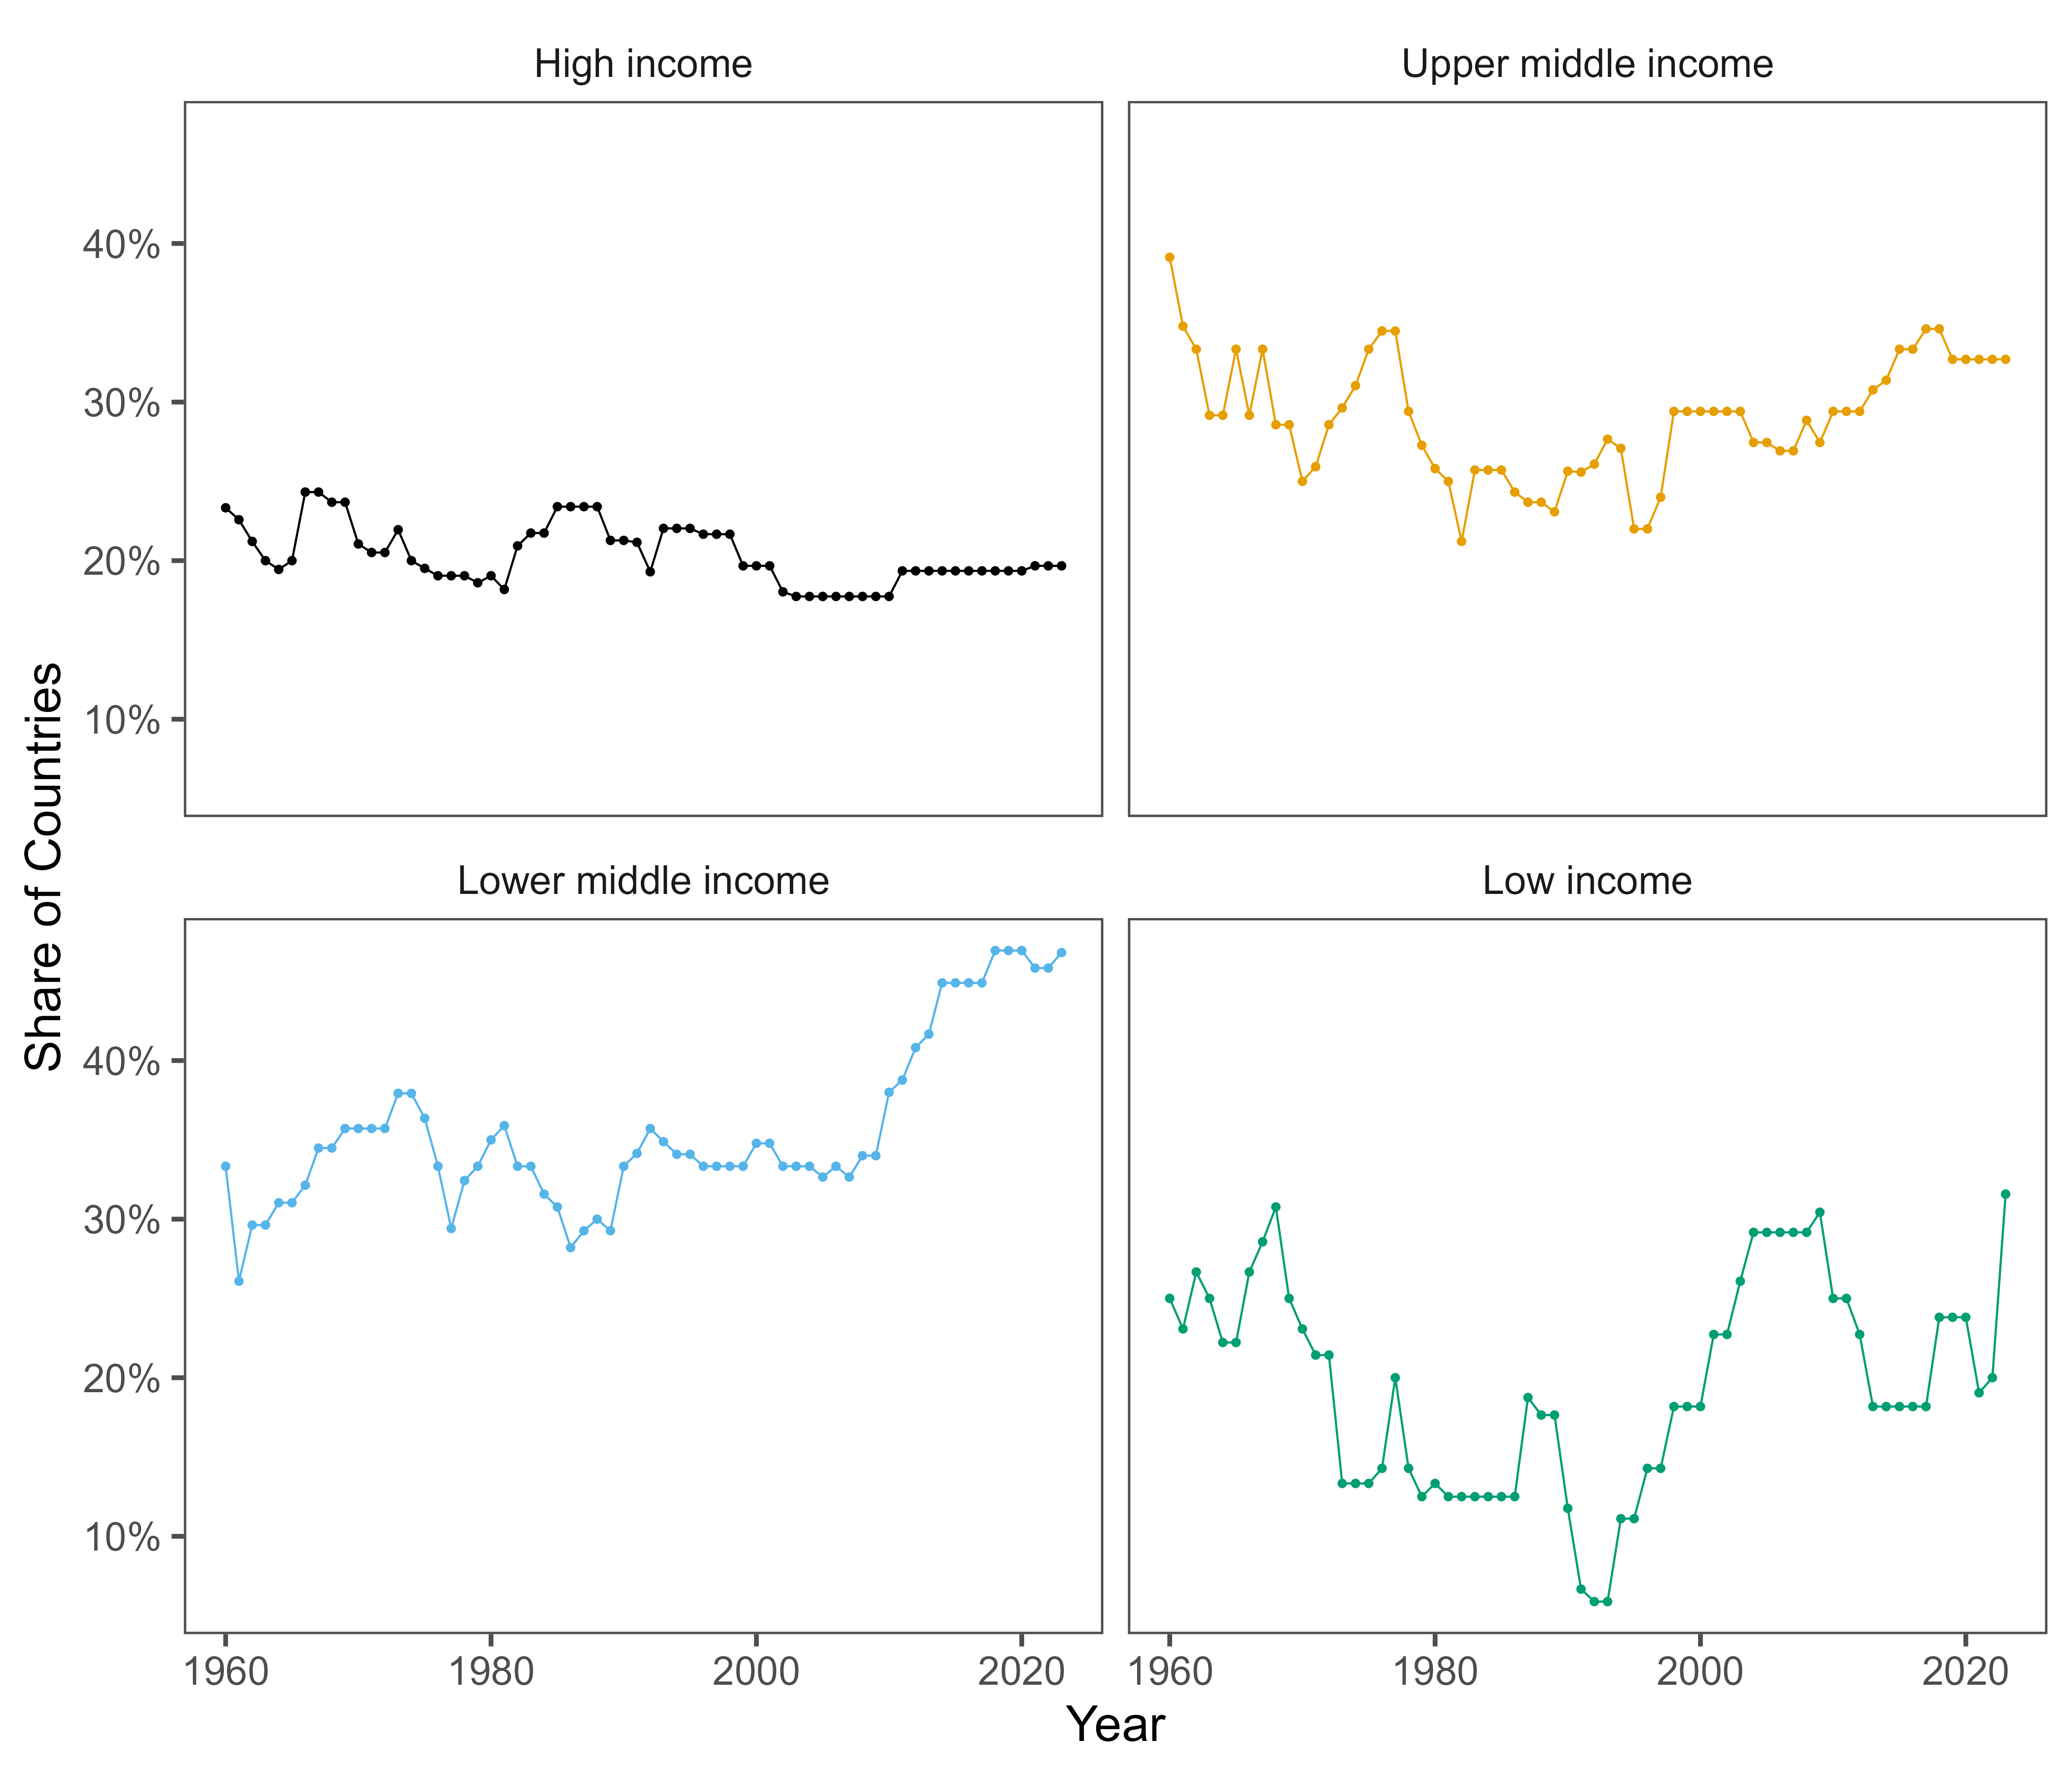 High income
Upper middle income
40%
30%
20%
10%
Lower middle income
Low income
40%
30%
20%
10%
1960
1980
2000
2020
1960
1980
2000
2020
Year
Share of Countries